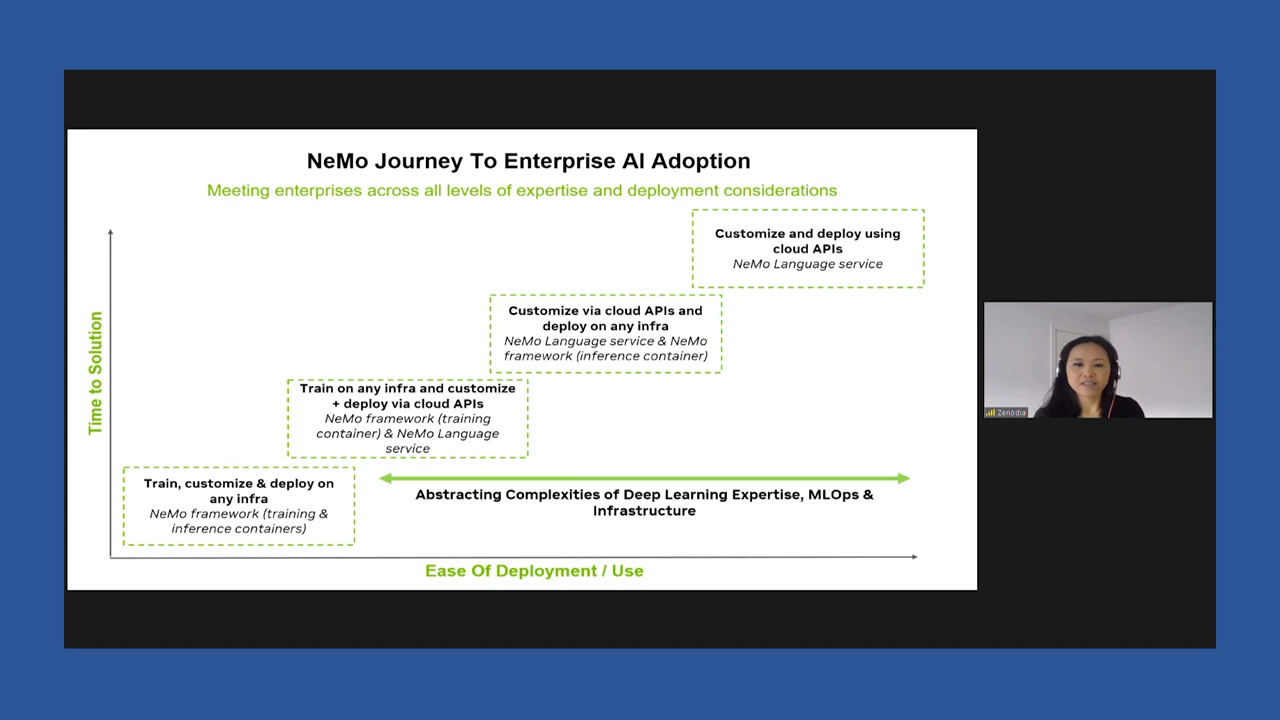 NeMo Journey To Enterprise AI Adoption
Meeting enterprises across all levels of expertise and deployment considerations
Customize and deploy using
cloud APIs
NeMo Language service
Customize via cloud APIs and
deploy on any infra
NeMo Language service & NeMo
framework (inference container)
Time to Solution
Train on any infra and customize
+ deploy via cloud APIs
NeMo framework (training
container) & NeMo Language
service
Train, customize & deploy on
any infra
NeMo framework (training &
inference containers)
Abstracting Complexities of Deep Learning Expertise, MLOps &
Infrastructure
Ease Of Deployment / Use
Zenodia